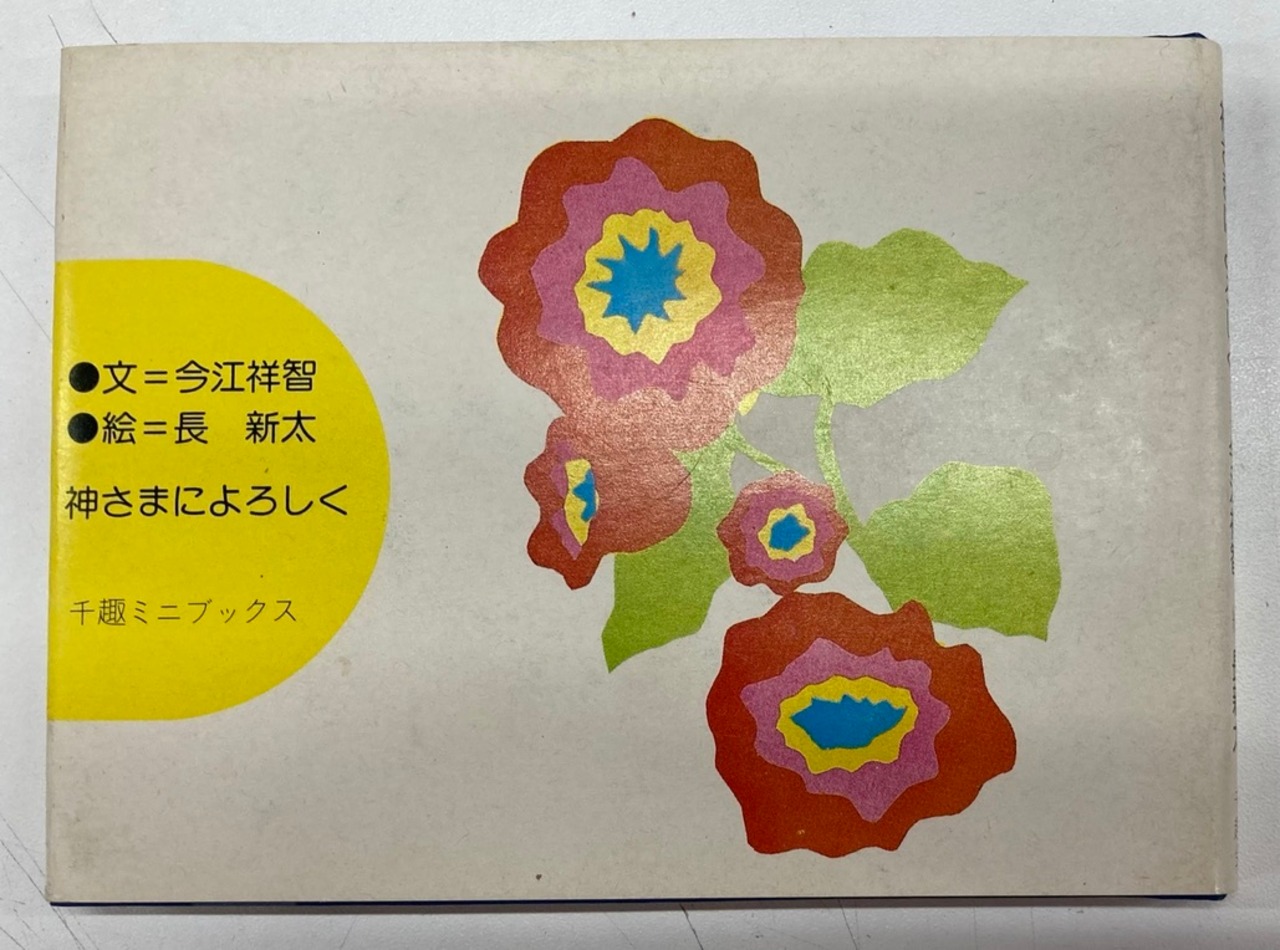 ●文=今江祥智
●絵=長　新太
神さまによろしく
千趣ミニブックス